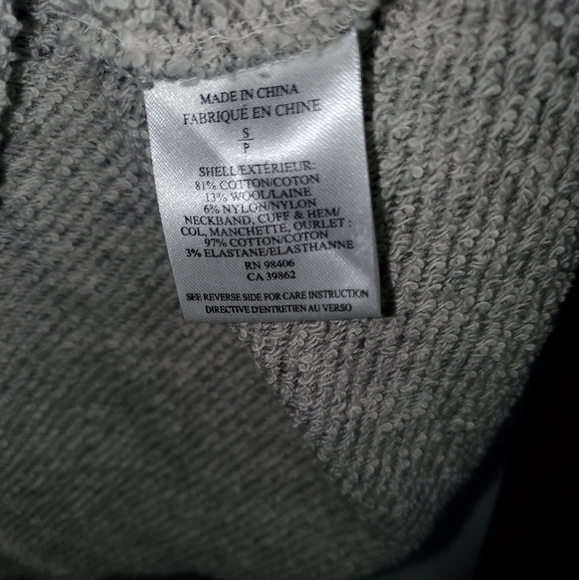 MADE IN CHINA
FABRIQUÉ EN CHINE
S
P
SHELL/EXTÉRIEUR:
81% COTTON/COTON
13% WOOL/LAINE
6% NYLON/NYLON
NECKBAND, CUFF & HEM/
COL, MANCHETTE, OURLET :
97% COTTON/COTON
3% ELASTANE/ELASTHANNE
RN 98406
CA 39862
SEE REVERSE SIDE FOR CARE INSTRUCTION
DIRECTIVE D'ENTRETIEN AU VERSO